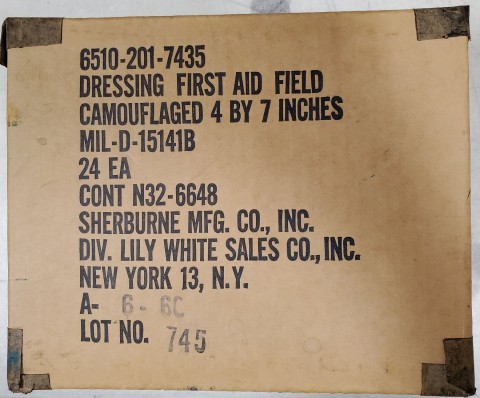 6510-201-7435
DRESSING FIRST AID FIELD
CAMOUFLAGED 4 BY 7 INCHES
MIL-D-15141B
24 EA
CONT N32-6648
SHERBURNE MFG. CO., INC.
DIV. LILY WHITE SALES CO., INC.
NEW YORK 13, N.Y.
A- 6 - 6C
LOT NO. 745